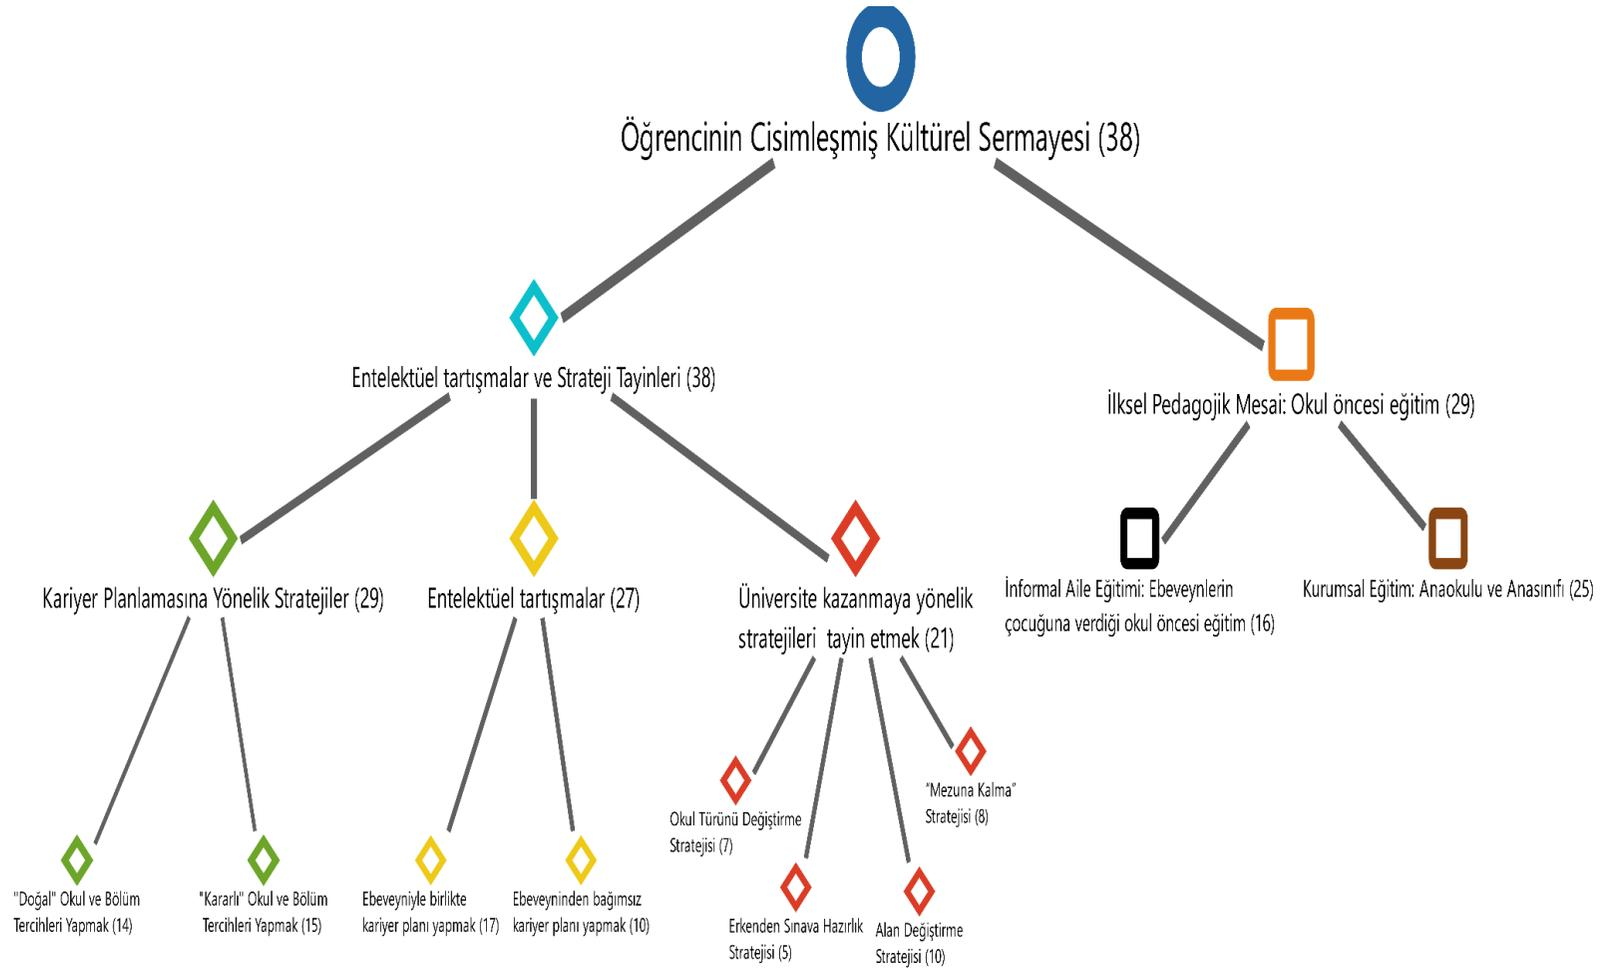 Öğrencinin Cisimleşmiş Kültürel Sermayesi (38)
Entelektüel tartışmalar ve Strateji Tayinleri (38)
İlksel Pedagojik Mesai: Okul öncesi eğitim (29)
Kariyer Planlamasına Yönelik Stratejiler (29)
Entelektüel tartışmalar (27)
Üniversite kazanmaya yönelik
stratejileri tayin etmek (21)
İnformal Aile Eğitimi: Ebeveynlerin
çocuğuna verdiği okul öncesi eğitim (16)
Kurumsal Eğitim: Anaokulu ve Anasınıfı (25)
"Doğal" Okul ve Bölüm
Tercihleri Yapmak (14)
"Kararlı" Okul ve Bölüm
Tercihleri Yapmak (15)
Ebeveyniyle birlikte
kariyer planı yapmak (17)
Ebeveyninden bağımsız
kariyer planı yapmak (10)
Okul Türünü Değiştirme
Stratejisi (7)
Erkenden Sınava Hazırlık
Stratejisi (5)
Alan Değiştirme
Stratejisi (10)
"Mezuna Kalma"
Stratejisi (8)